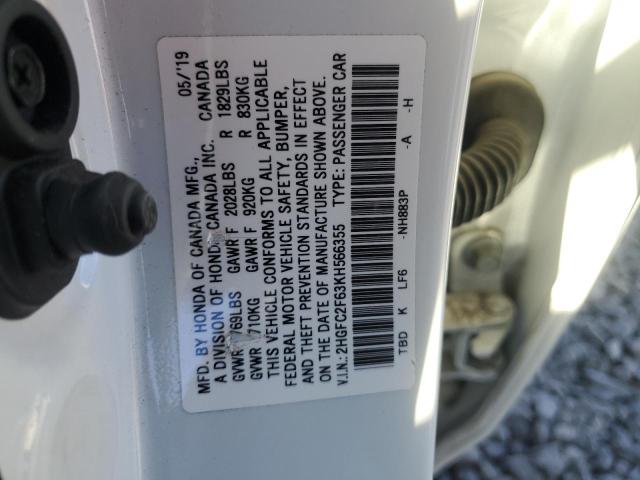 MFD. BY HONDA OF CANADA MFG., 05/'19
A DIVISION OF HONDA CANADA INC. CANADA
GVWR 3769LBS GAWR F 2028LBS R 1829LBS
GVWR 1710KG GAWR F 920KG R 830KG
THIS VEHICLE CONFORMS TO ALL APPLICABLE
FEDERAL MOTOR VEHICLE SAFETY, BUMPER,
AND THEFT PREVENTION STANDARDS IN EFFECT
ON THE DATE OF MANUFACTURE SHOWN ABOVE.
V.I.N.: 2HGFC2F63KH566355 TYPE: PASSENGER CAR
TBD K LF6 -NH883P -A -H